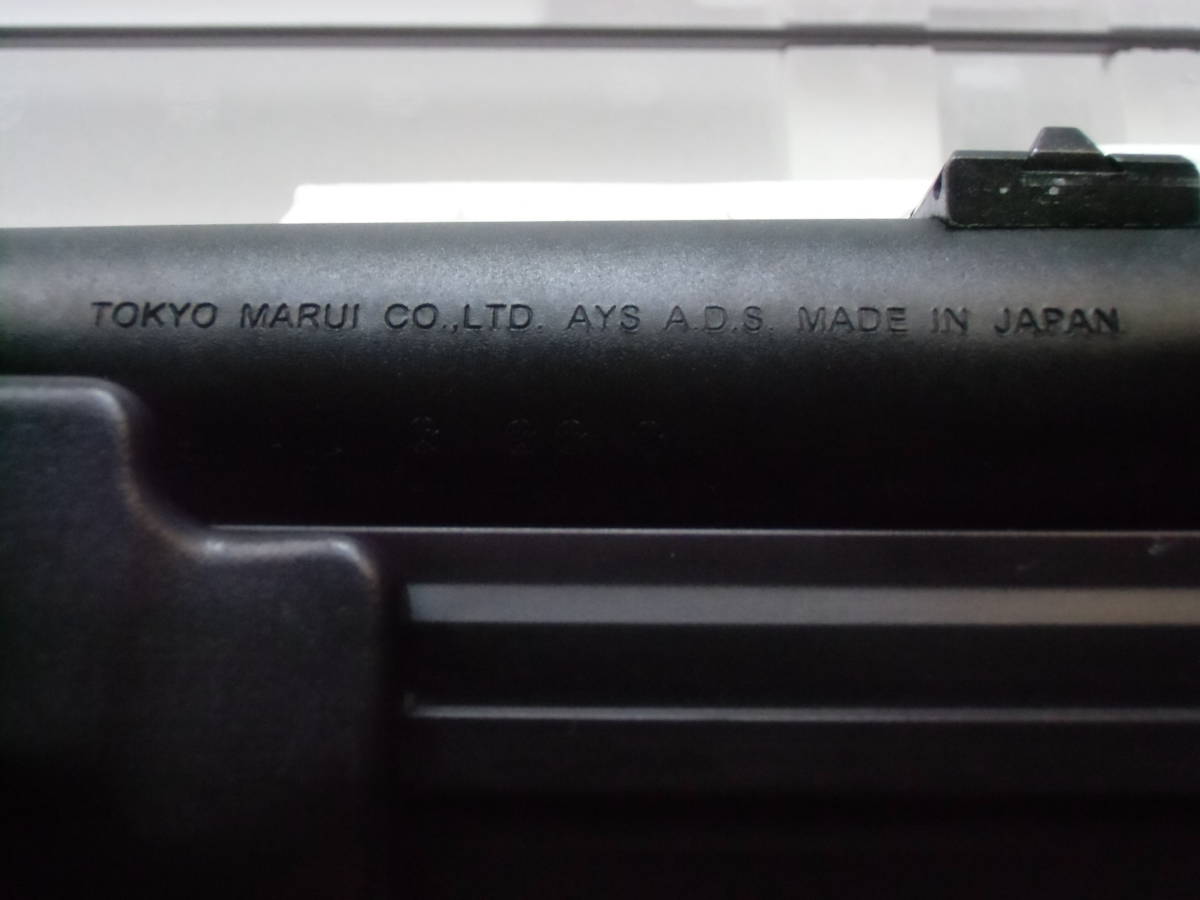 TOKYO MARUI CO.,LTD. AYS A.D.S. MADE IN JAPAN